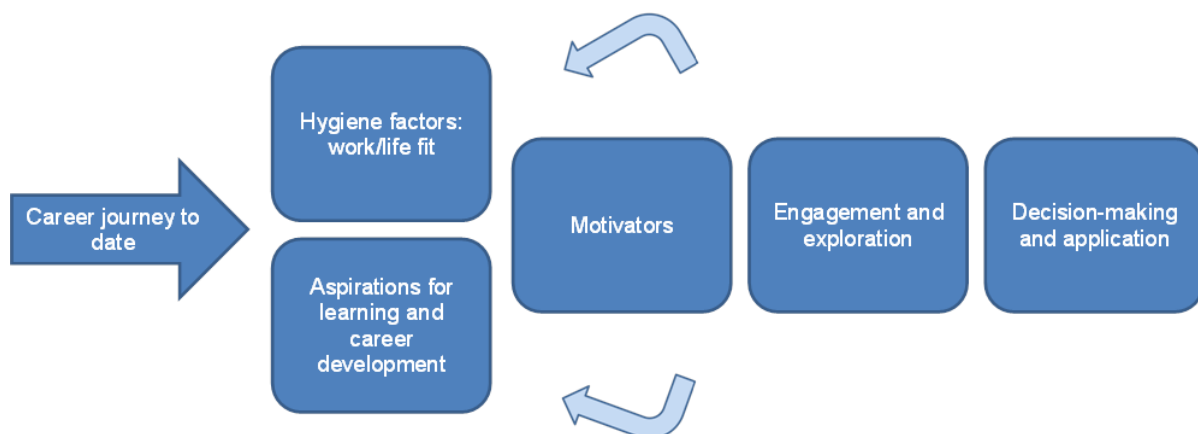 Career journey to
date
Hygiene factors:
work/life fit
Aspirations for
learning and
career
development
Motivators
Engagement and
exploration
Decision-making
and application